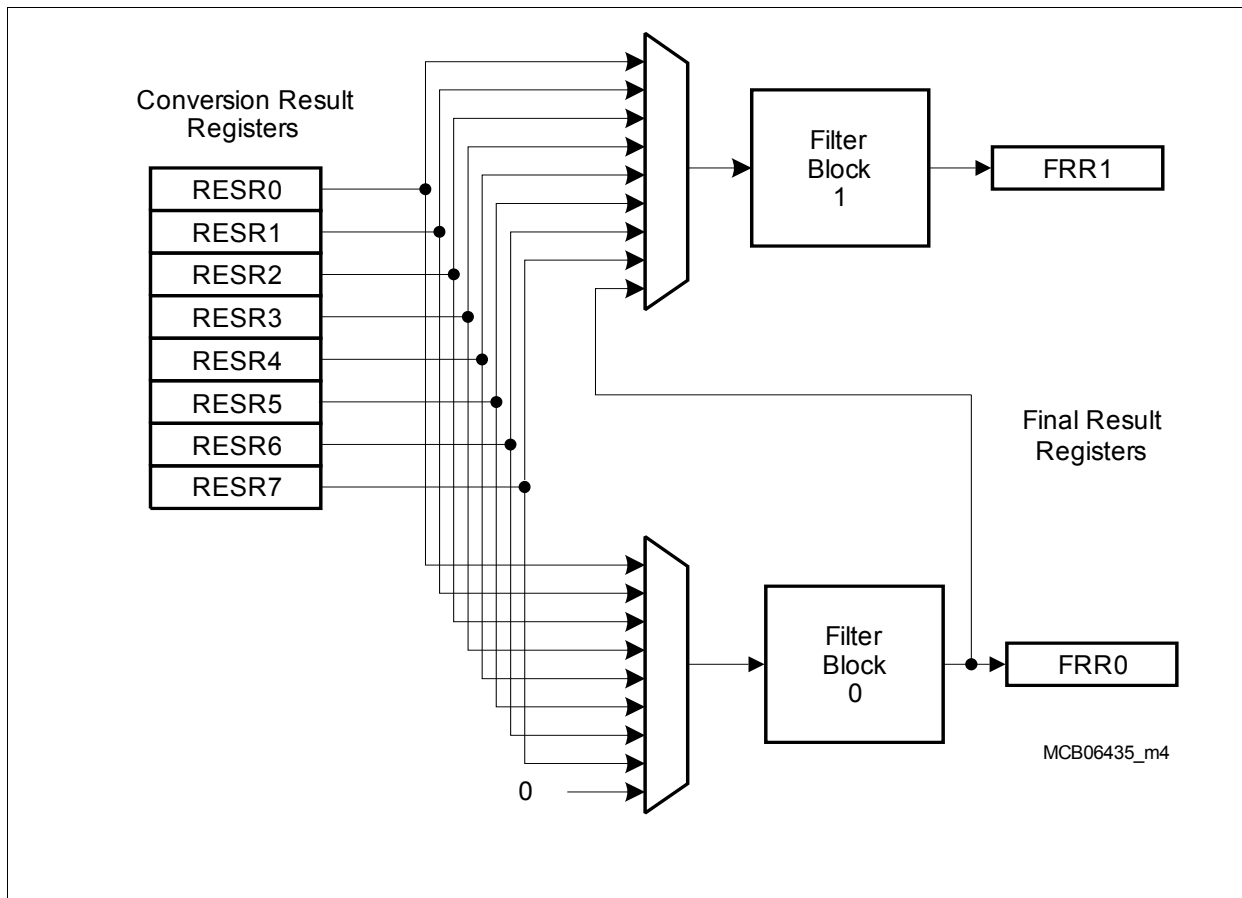 Conversion Result
Registers
RESR0
RESR1
RESR2
RESR3
RESR4
RESR5
RESR6
RESR7
Filter
Block
1
FRR1
Final Result
Registers
Filter
Block
0
FRR0
0
MCB06435_m4